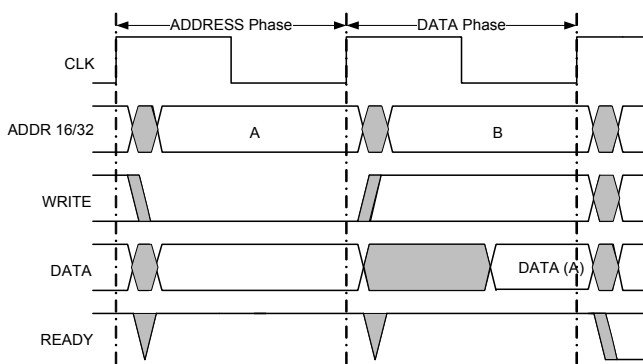 ADDRESS Phase DATA Phase
CLK
ADDR 16/32 A B
WRITE
DATA DATA (A)
READY